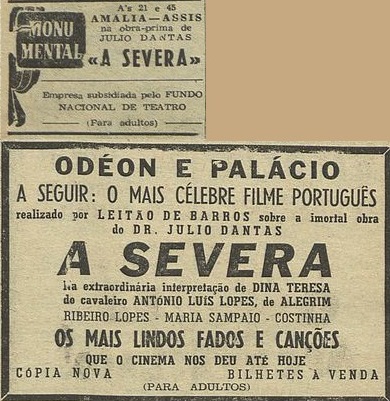 MONU
MENTAL
A's 21 e 45
AMALIA—ASSIS
na obra-prima de
JULIO DANTAS
«A SEVERA»
Empresa subsidiada pelo FUNDO
NACIONAL DE TEATRO
(Para adultos)
ODÉON E PALÁCIO
A SEGUIR: O MAIS CÉLEBRE FILME PORTUGUÊS
realizado por LEITÃO DE BARROS sobre a imortal obra
do DR. JULIO DANTAS
A SEVERA
Na extraordinária interpretação de DINA TERESA
do cavaleiro ANTÓNIO LUÍS LOPES, de ALEGRIM
RIBEIRO LOPES - MARIA SAMPAIO - COSTINHA
OS MAIS LINDOS FADOS E CANÇÕES
QUE O CINEMA NOS DEU ATÉ HOJE
CÓPIA NOVA BILHETES À VENDA
(PARA ADULTOS)